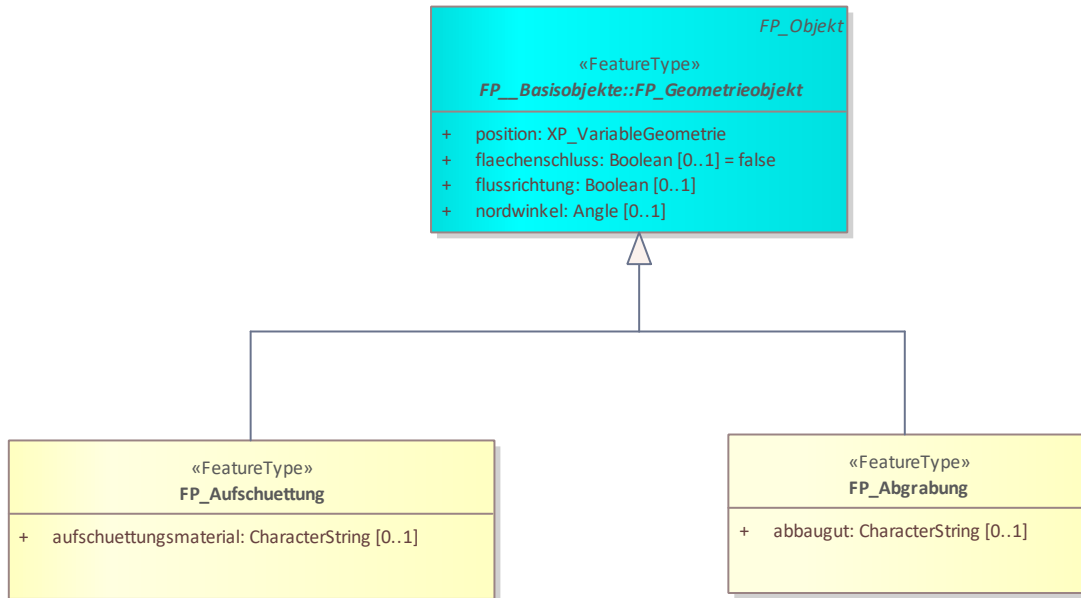 FP_Objekt
«FeatureType»
FP__Basisobjekte::FP_Geometrieobjekt
+ position: XP_VariableGeometrie
+ flaechenschluss: Boolean [0..1] = false
+ flussrichtung: Boolean [0..1]
+ nordwinkel: Angle [0..1]
«FeatureType»
FP_Aufschuettung
+ aufschuettungsmaterial: CharacterString [0..1]
«FeatureType»
FP_Abgrabung
+ abbaugut: CharacterString [0..1]